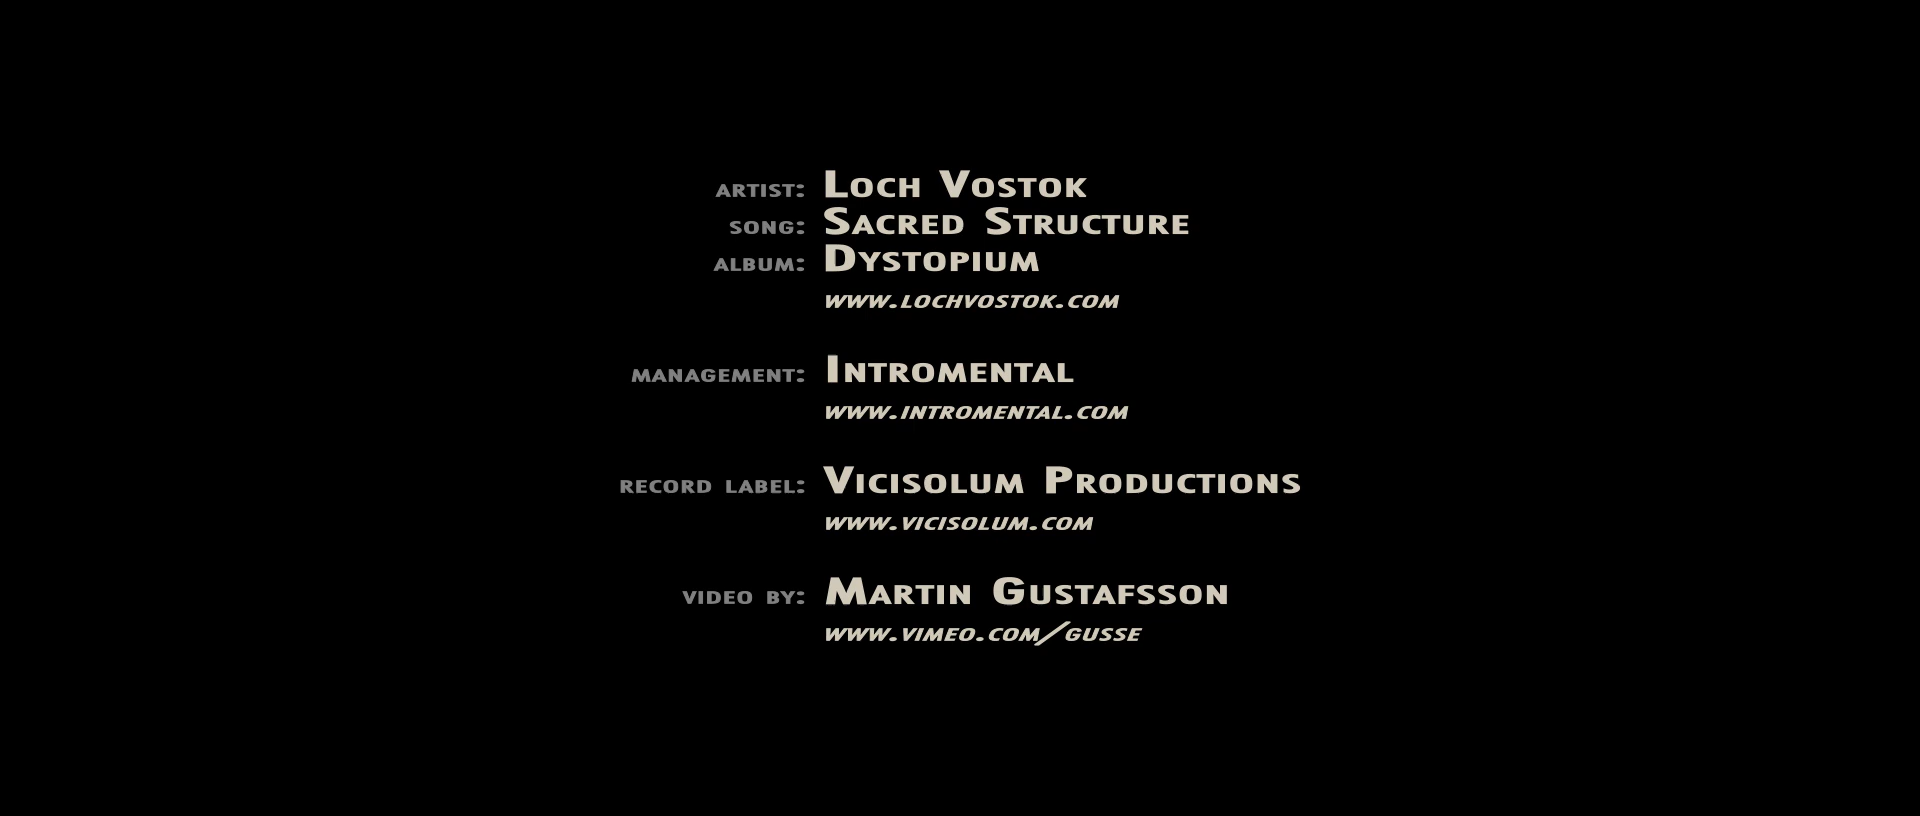 ARTIST: LOCH VOSTOK
SONG: SACRED STRUCTURE
ALBUM: DYSTOPIUM
WWW.LOCHVOSTOK.COM
MANAGEMENT: INTROMENTAL
WWW.INTROMENTAL.COM
RECORD LABEL: VICISOLUM PRODUCTIONS
WWW.VICISOLUM.COM
VIDEO BY: MARTIN GUSTAFSSON
WWW.VIMEO.COM/GUSSE